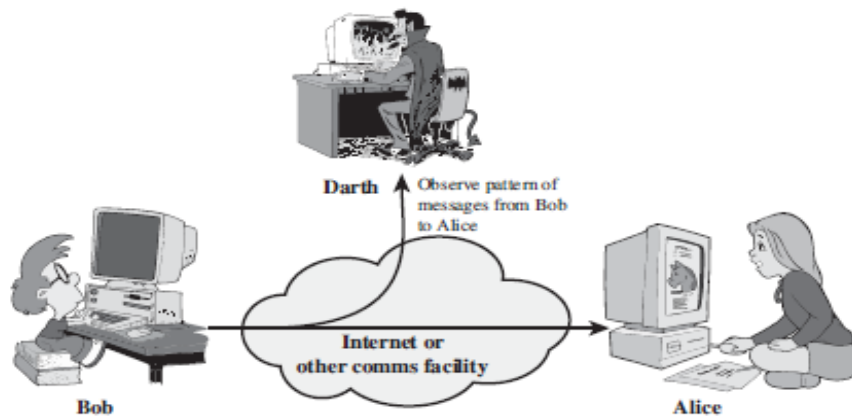 Darth
Observe pattern of
messages from Bob
to Alice
Internet or
other comms facility
Bob
Alice